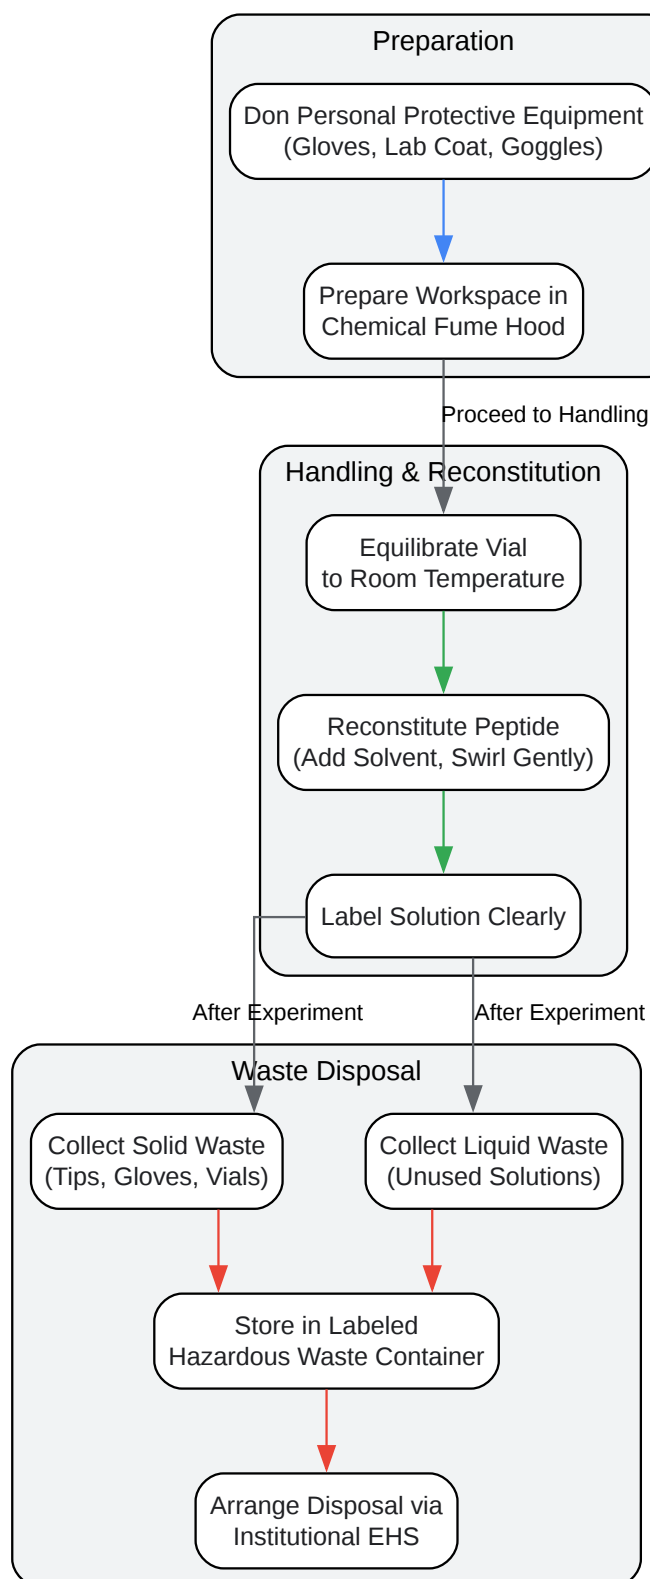 Preparation
Don Personal Protective Equipment
(Gloves, Lab Coat, Goggles)
Prepare Workspace in
Chemical Fume Hood
Proceed to Handling
Handling & Reconstitution
Equilibrate Vial
to Room Temperature
Reconstitute Peptide
(Add Solvent, Swirl Gently)
Label Solution Clearly
After Experiment
After Experiment
Waste Disposal
Collect Solid Waste
(Tips, Gloves, Vials)
Collect Liquid Waste
(Unused Solutions)
Store in Labeled
Hazardous Waste Container
Arrange Disposal via
Institutional EHS